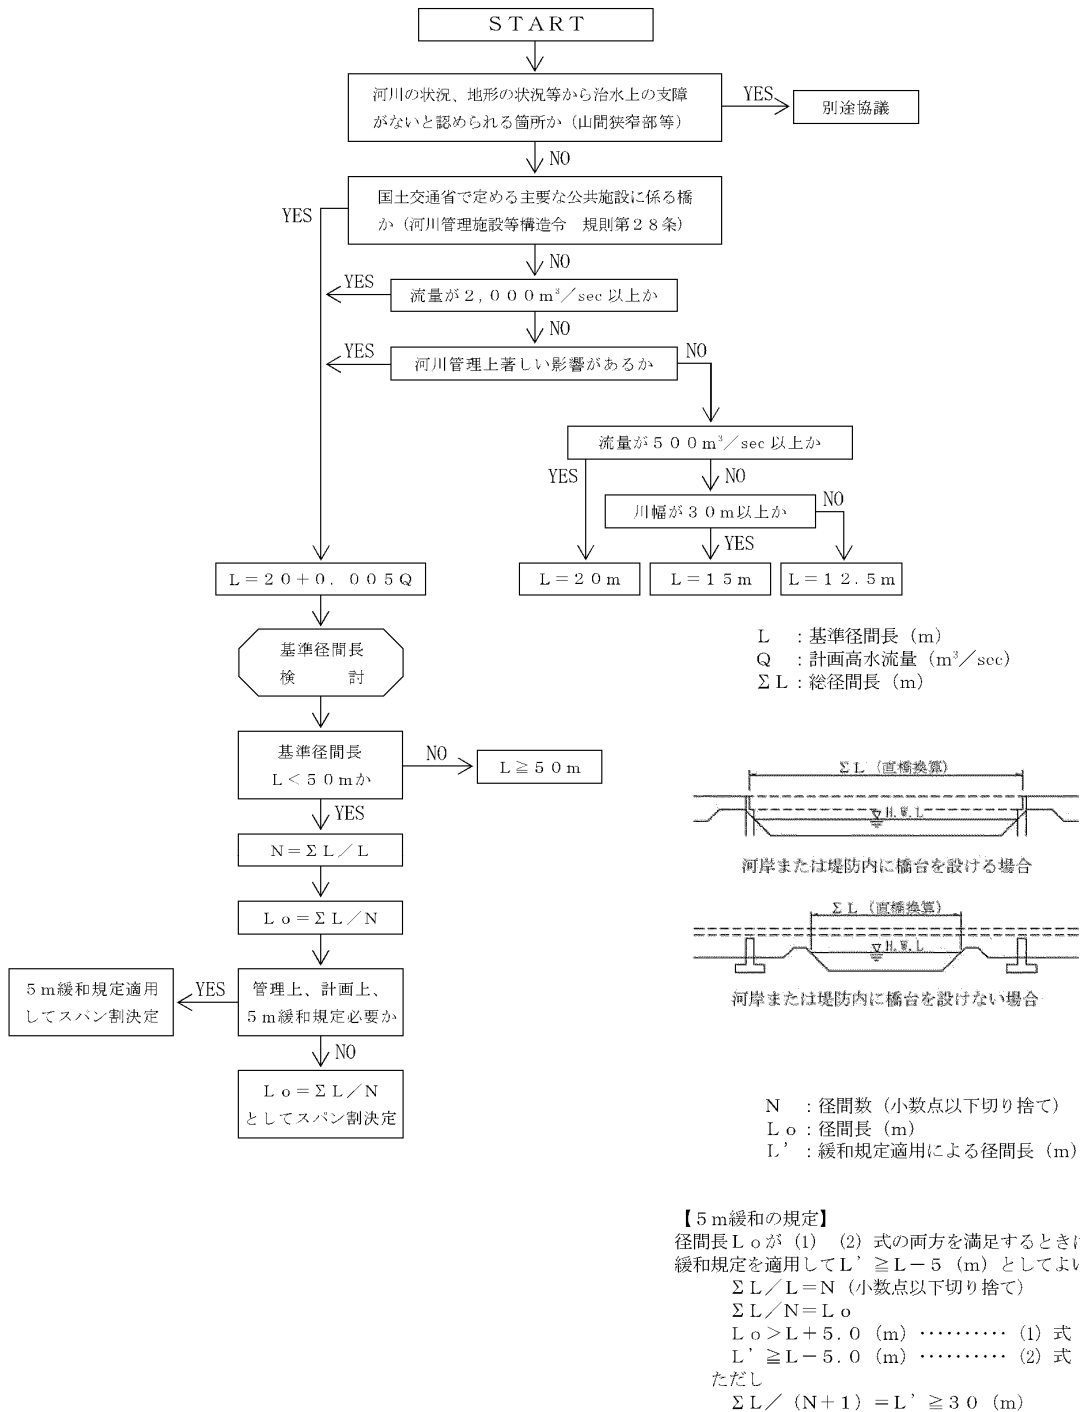 START
河川の状況、地形の状況等から治水上の支障
がないと認められる箇所か（山間狭窄部等）
YES
別途協議
NO
国土交通省で定める主要な公共施設に係る橋
か（河川管理施設等構造令　規則第２８条）
YES
NO
流量が２，０００ｍ³／sec 以上か
YES
NO
河川管理上著しい影響があるか
YES
NO
流量が５００ｍ³／sec 以上か
YES
NO
川幅が３０ｍ以上か
NO
YES
Ｌ＝２０＋０．００５Ｑ
Ｌ＝２０ｍ
Ｌ＝１５ｍ
Ｌ＝１２．５ｍ
基準径間長
検　　討
Ｌ　：基準径間長（ｍ）
Ｑ　：計画高水流量（ｍ³／sec）
ΣＬ：総径間長（ｍ）
基準径間長
Ｌ＜５０ｍか
NO
Ｌ≧５０ｍ
YES
Ｎ＝ΣＬ／Ｌ
Ｌｏ＝ΣＬ／Ｎ
管理上、計画上、
５ｍ緩和規定必要か
YES
５ｍ緩和規定適用
してスパン割決定
NO
Ｌｏ＝ΣＬ／Ｎ
としてスパン割決定
ΣＬ（直橋換算）
H.W.L
河岸または堤防内に橋台を設ける場合
ΣＬ（直橋換算）
H.W.L
河岸または堤防内に橋台を設けない場合
Ｎ　：径間数（小数点以下切り捨て）
Ｌｏ：径間長（ｍ）
Ｌ’：緩和規定適用による径間長（ｍ）
【５ｍ緩和の規定】
径間長Ｌｏが（1）（2）式の両方を満足するときに
緩和規定を適用してＬ’≧Ｌ－５（ｍ）としてよい
ΣＬ／Ｌ＝Ｎ（小数点以下切り捨て）
ΣＬ／Ｎ＝Ｌｏ
Ｌｏ＞Ｌ＋５．０（ｍ）··········（1）式
Ｌ’≧Ｌ－５．０（ｍ）··········（2）式
ただし
ΣＬ／（Ｎ＋１）＝Ｌ’≧３０（ｍ）